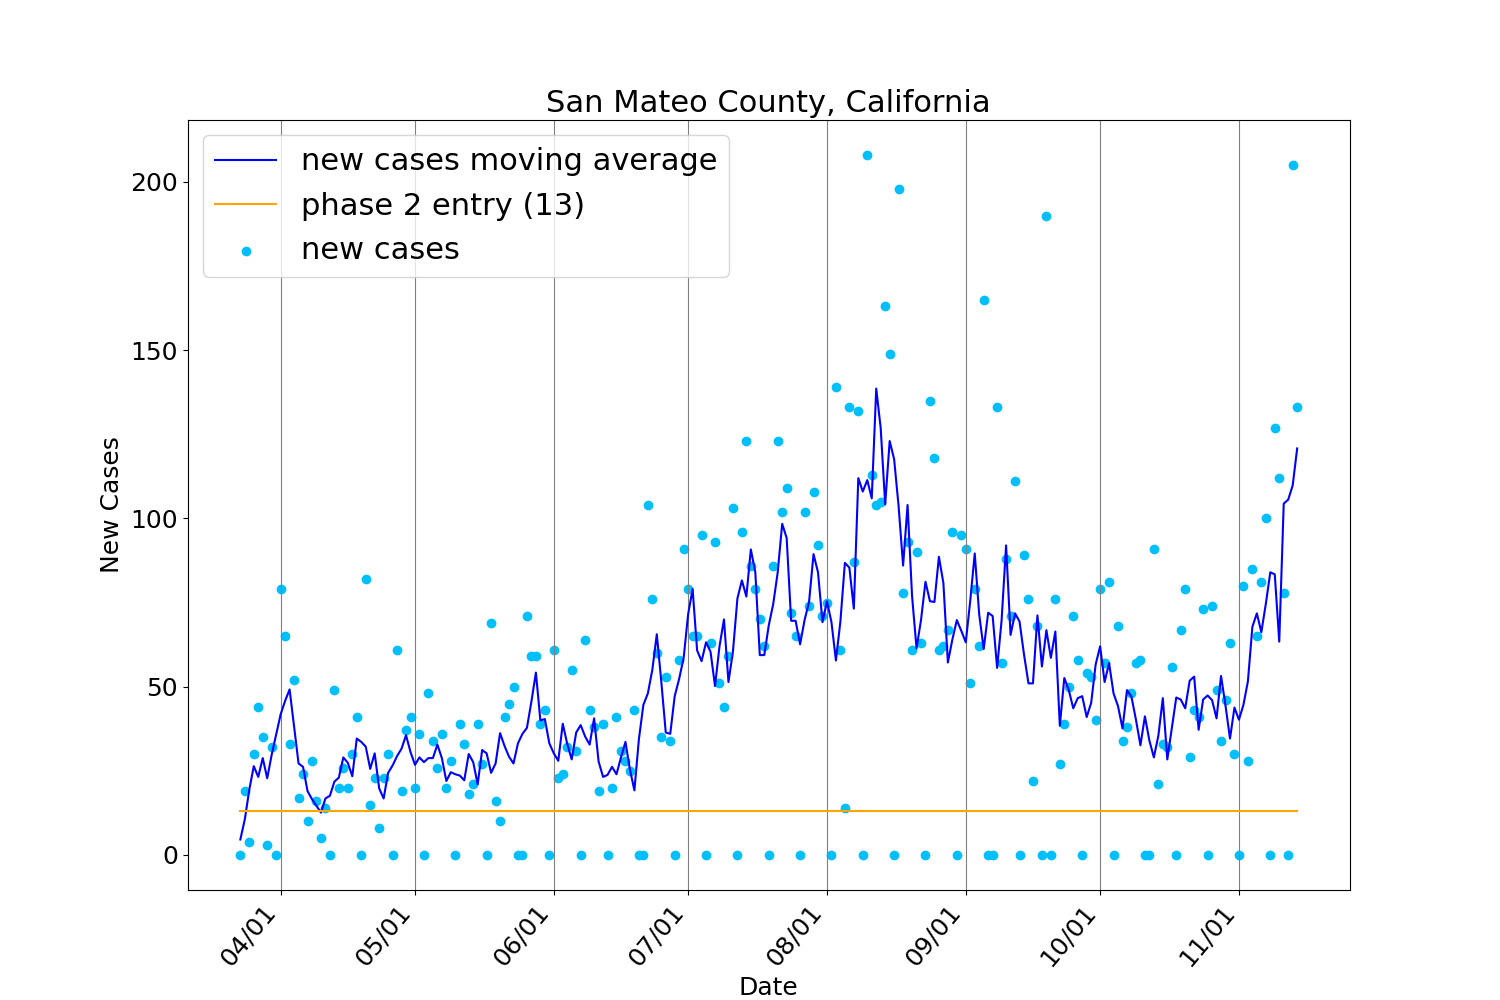 San Mateo County, California
new cases moving average
phase 2 entry (13)
new cases
200
150
100
50
0
New Cases
04/01
05/01
06/01
07/01
08/01
09/01
10/01
11/01
Date